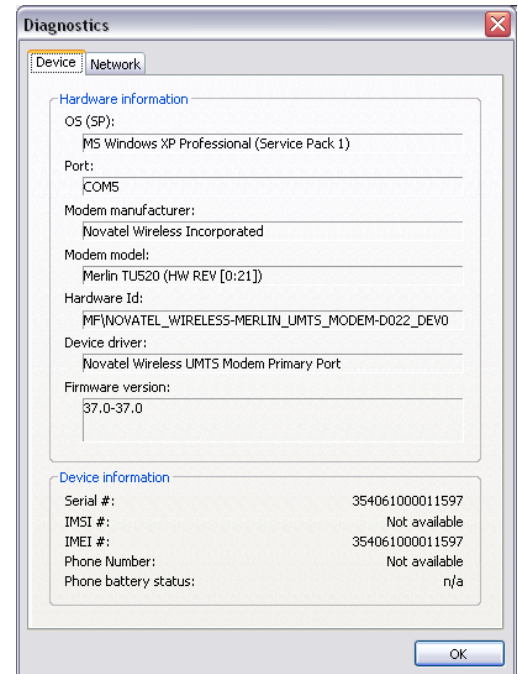 Diagnostics
Device Network
Hardware information
OS (SP):
MS Windows XP Professional (Service Pack 1)
Port:
COM5
Modem manufacturer:
Novatel Wireless Incorporated
Modem model:
Merlin TU520 (HW REV [0:21])
Hardware Id:
MF\NOVATEL_WIRELESS-MERLIN_UMTS_MODEM-D022_DEV0
Device driver:
Novatel Wireless UMTS Modem Primary Port
Firmware version:
37.0-37.0
Device information
Serial #: 354061000011597
IMSI #: Not available
IMEI #: 354061000011597
Phone Number: Not available
Phone battery status: n/a
OK